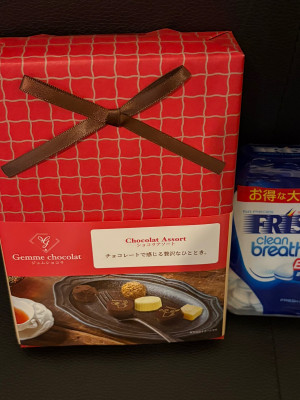 Gemme chocolat
ジェムショコラ
Chocolat Assort
ショコラアソート
チョコレートで感じる贅沢なひととき。
お得な大
FRIS
clean
breath